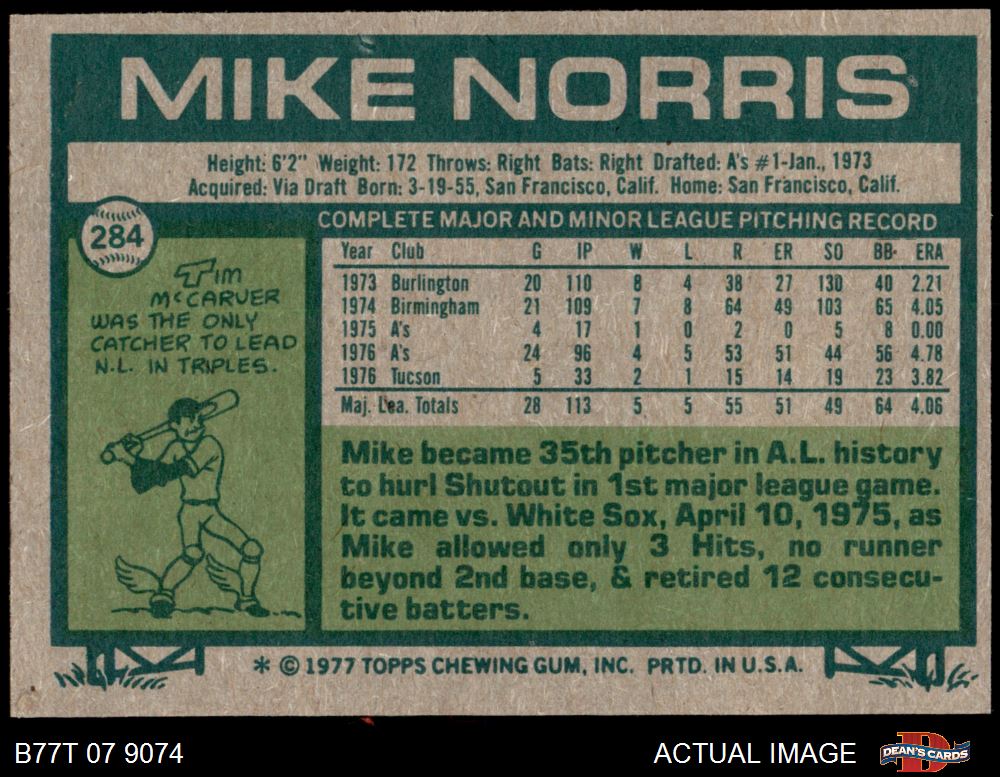 MIKE NORRIS
Height: 6'2" Weight: 172 Throws: Right Bats: Right Drafted: A's #1-Jan., 1973
Acquired: Via Draft Born: 3-19-55, San Francisco, Calif. Home: San Francisco, Calif.
284
TIM
McCARVER
WAS THE ONLY
CATCHER TO LEAD
N.L. IN TRIPLES.
COMPLETE MAJOR AND MINOR LEAGUE PITCHING RECORD
Year Club G IP W L R ER SO BB ERA
1973 Burlington 20 110 8 4 38 27 130 40 2.21
1974 Birmingham 21 109 7 8 64 49 103 65 4.05
1975 A's 4 17 1 0 2 0 5 8 0.00
1976 A's 24 96 4 5 53 51 44 56 4.78
1976 Tucson 5 33 2 1 15 14 19 23 3.82
Maj. Lea. Totals 28 113 5 5 55 51 49 64 4.06
Mike became 35th pitcher in A.L. history
to hurl Shutout in 1st major league game.
It came vs. White Sox, April 10, 1975, as
Mike allowed only 3 Hits, no runner
beyond 2nd base, & retired 12 consecu-
tive batters.
* © 1977 TOPPS CHEWING GUM, INC. PRTD. IN U.S.A.
B77T 07 9074
ACTUAL IMAGE
DEAN'S CARDS